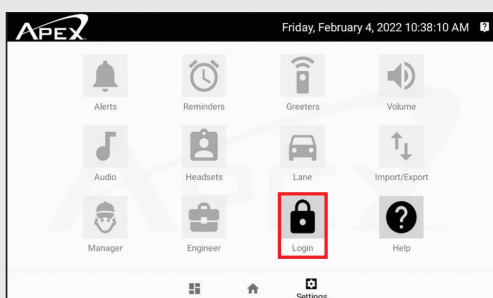 APEX
Friday, February 4, 2022 10:38:10 AM
Alerts
Reminders
Greeters
Volume
Audio
Headsets
Lane
Import/Export
Manager
Engineer
Login
Help
Settings
APEX